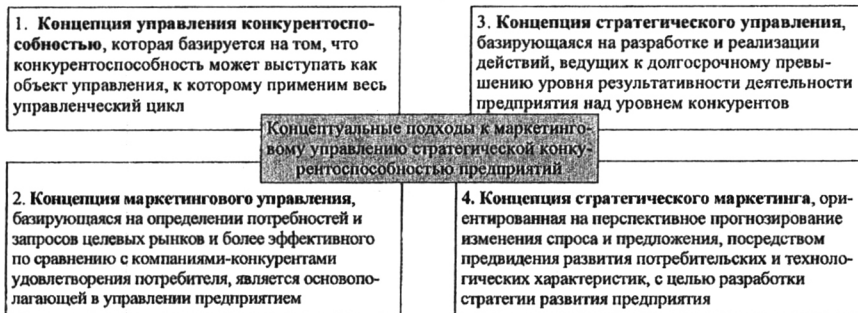 1. Концепция управления конкурентоспо-
собностью, которая базируется на том, что
конкурентоспособность может выступать как
объект управления, к которому применим весь
управленческий цикл
3. Концепция стратегического управления,
базирующаяся на разработке и реализации
действий, ведущих к долгосрочному превы-
шению уровня результативности деятельности
предприятия над уровнем конкурентов
Концептуальные подходы к маркетинго-
вому управлению стратегической конку-
рентоспособностью предприятий
2. Концепция маркетингового управления,
базирующаяся на определении потребностей и
запросов целевых рынков и более эффективного
по сравнению с компаниями-конкурентами
удовлетворения потребителя, является основопо-
лагающей в управлении предприятием
4. Концепция стратегического маркетинга, ори-
ентированная на перспективное прогнозирование
изменения спроса и предложения, посредством
предвидения развития потребительских и техноло-
гических характеристик, с целью разработки
стратегии развития предприятия